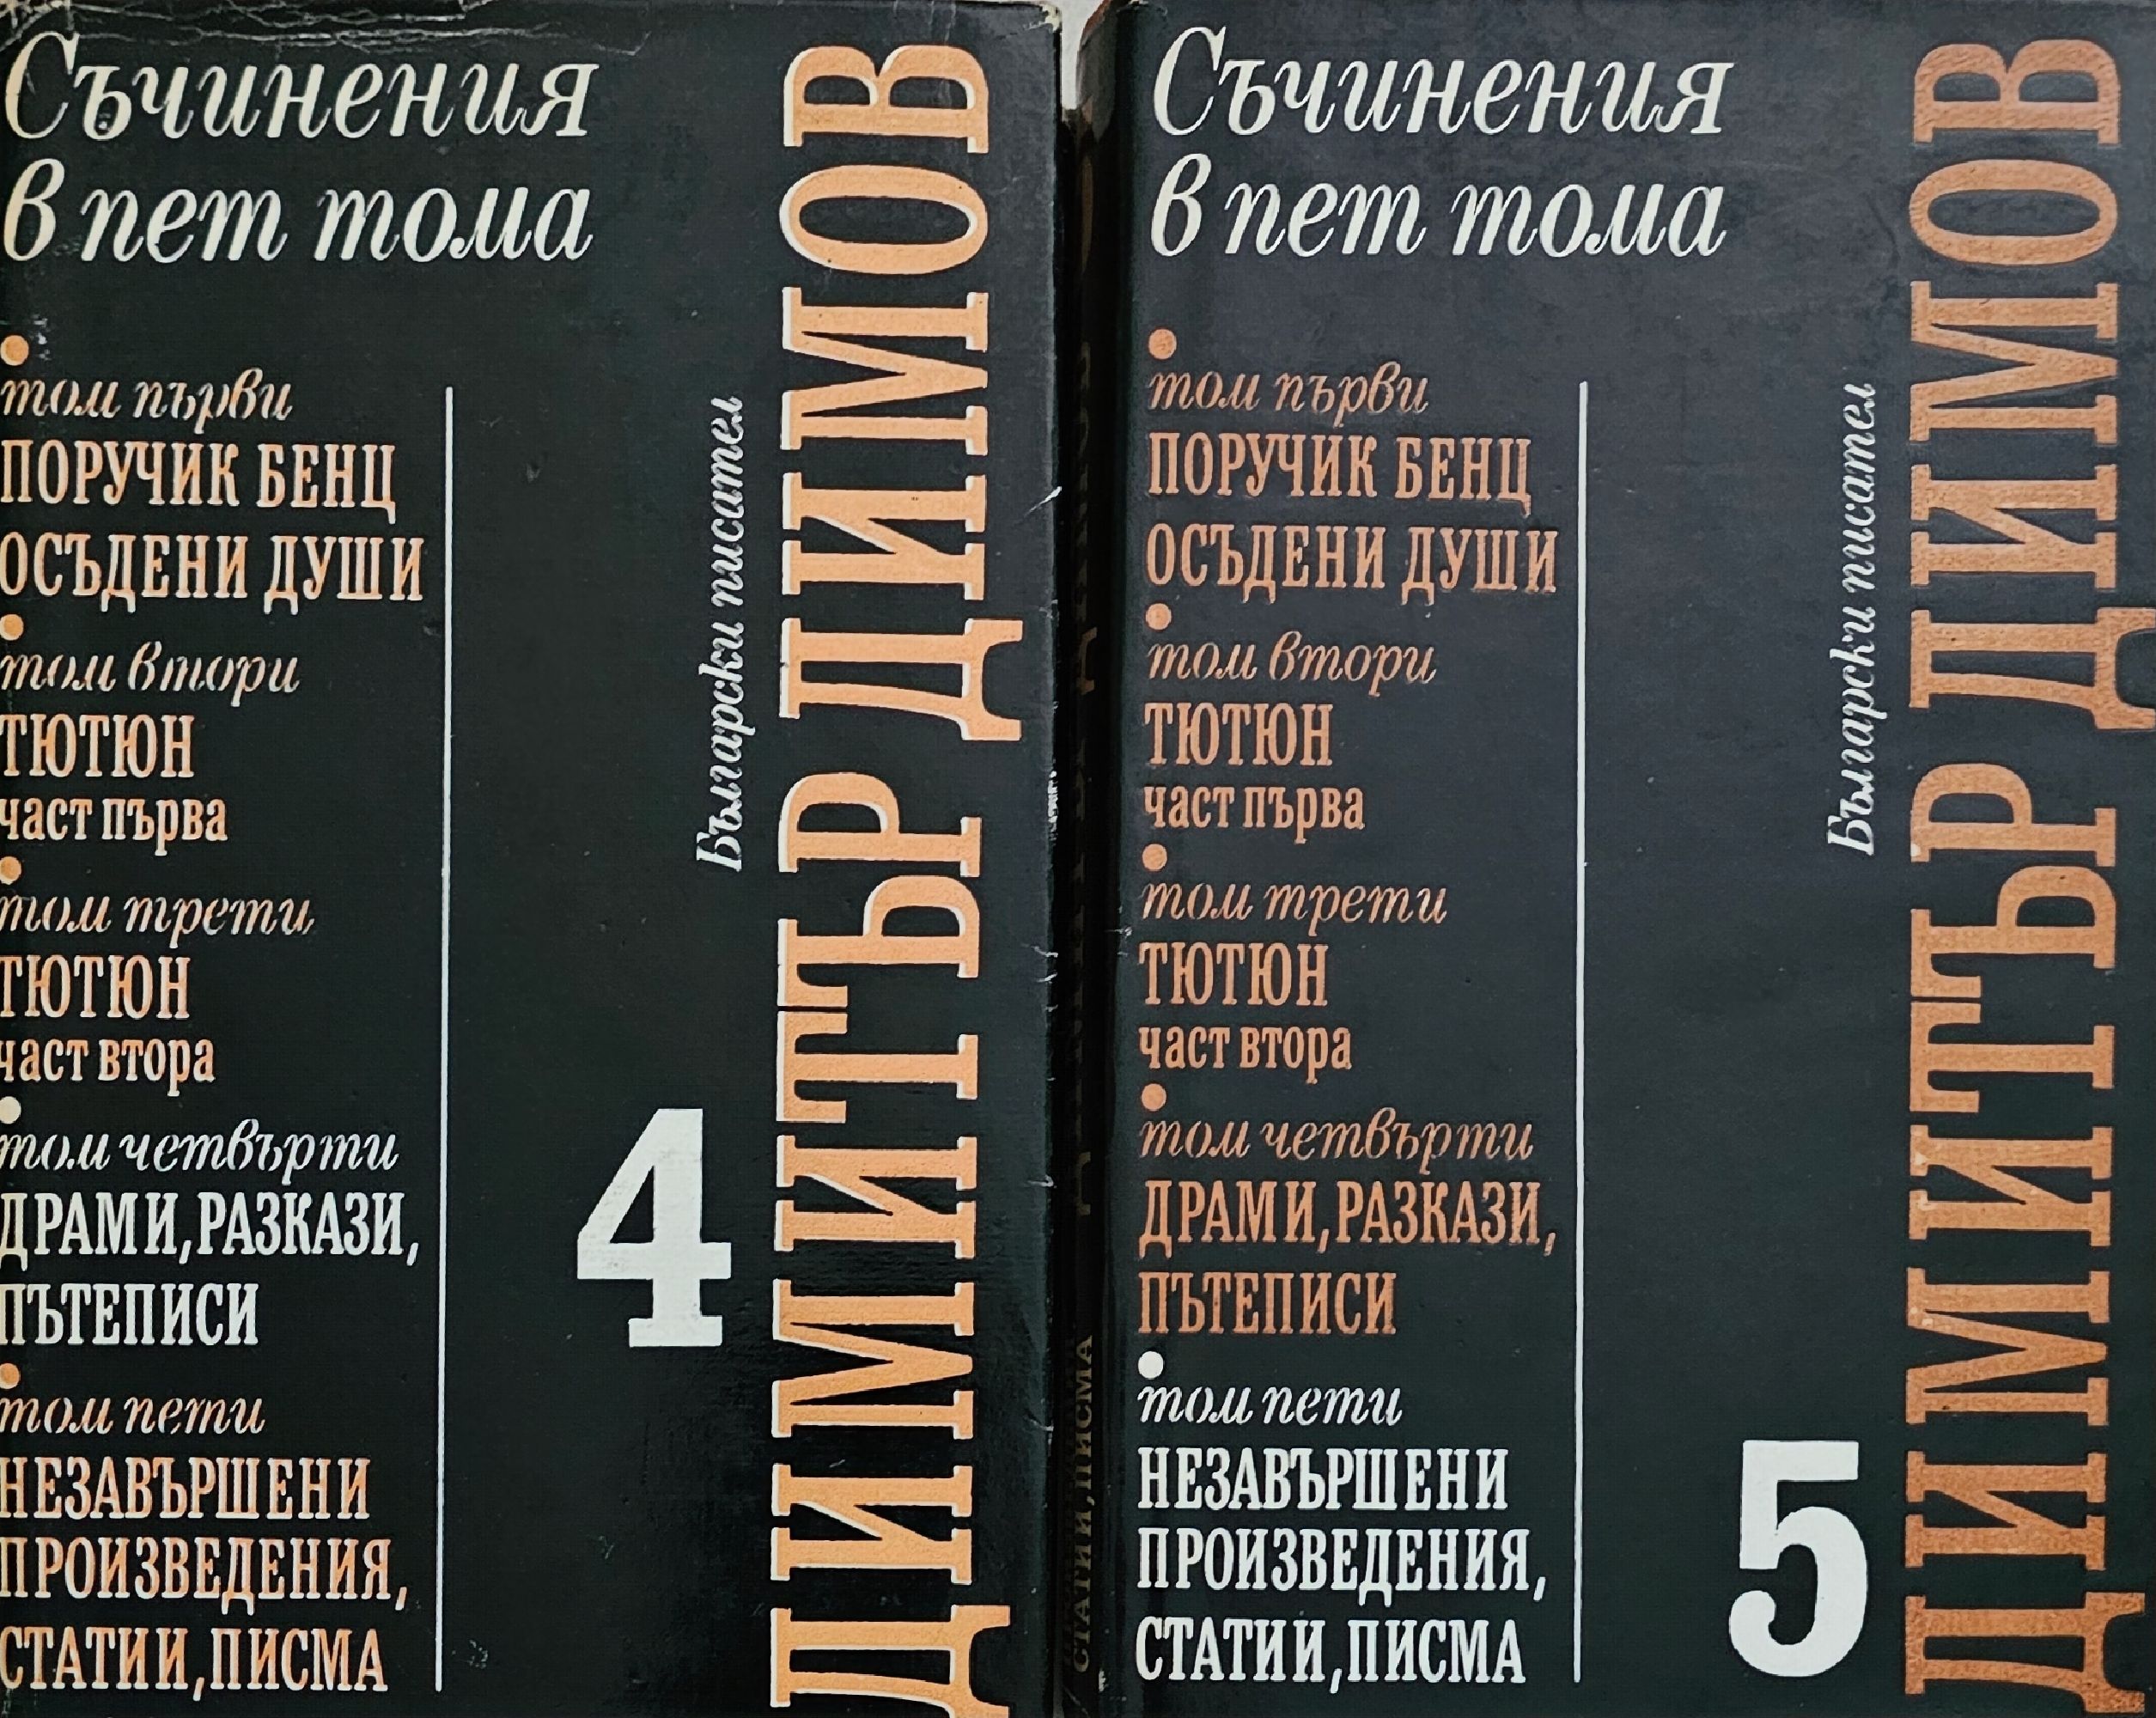 Съчинения
в пет тома
том първи
ПОРУЧИК БЕНЦ
ОСЪДЕНИ ДУШИ
том втори
ТЮТЮН
част първа
том трети
ТЮТЮН
част втора
том четвърти
ДРАМИ, РАЗКАЗИ,
ПЪТЕПИСИ
том пети
НЕЗАВЪРШЕНИ
ПРОИЗВЕДЕНИЯ,
СТАТИИ, ПИСМА
4
Български писател
ДИМИТЪР ДИМОВ
СТАТИИ, ПИСМА
Съчинения
в пет тома
том първи
ПОРУЧИК БЕНЦ
ОСЪДЕНИ ДУШИ
том втори
ТЮТЮН
част първа
том трети
ТЮТЮН
част втора
том четвърти
ДРАМИ, РАЗКАЗИ,
ПЪТЕПИСИ
том пети
НЕЗАВЪРШЕНИ
ПРОИЗВЕДЕНИЯ,
СТАТИИ, ПИСМА
5
Български писател
ДИМИТЪР ДИМОВ